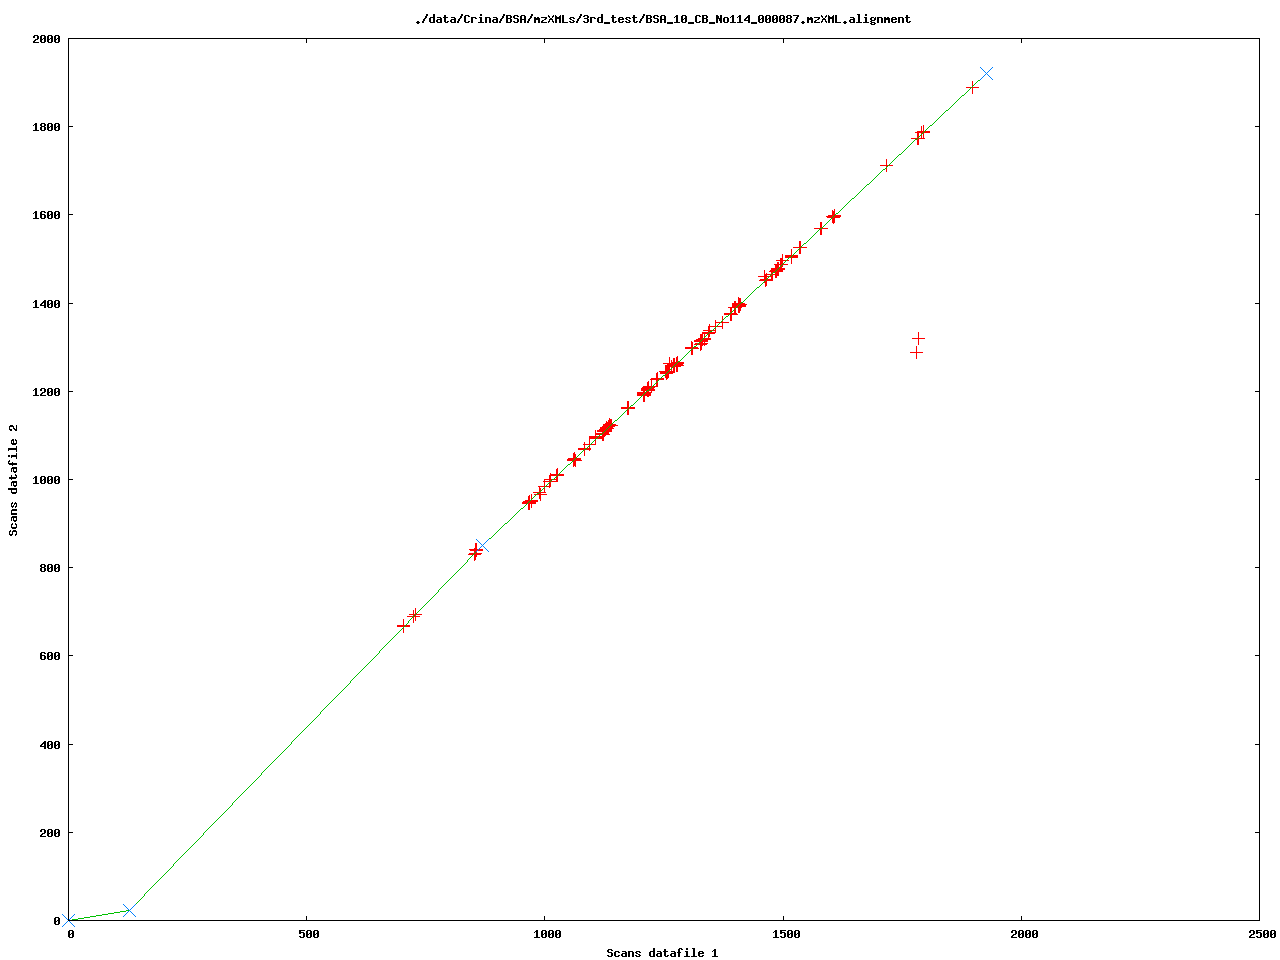 ./data/Crina/BSA/mzXMLs/3rd_test/BSA_10_CB_No114_000087.mzXML.alignment
2000
1800
1600
1400
1200
1000
800
600
400
200
0
Scans datafile 2
0 500 1000 1500 2000 2500
Scans datafile 1